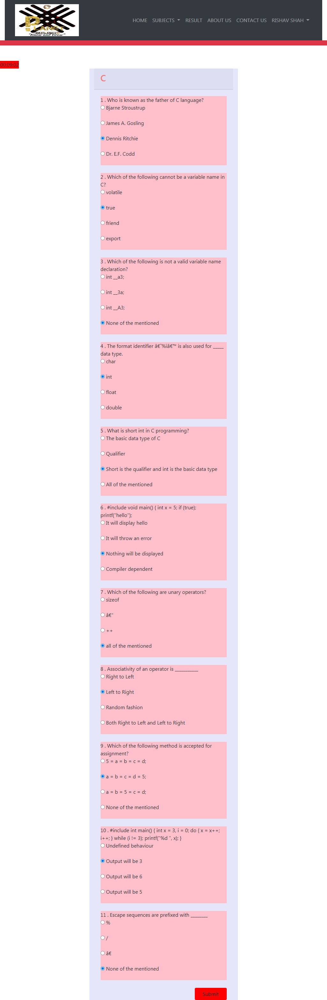 PLANET
EXAMINATION
"Know and Grow"
HOME SUBJECTS RESULT ABOUT US CONTACT US RISHAV SHAH
00:09:02
C
1 . Who is known as the father of C language?
Bjarne Stroustrup
James A. Gosling
Dennis Ritchie
Dr. E.F. Codd
2 . Which of the following cannot be a variable name in
C?
volatile
true
friend
export
3 . Which of the following is not a valid variable name
declaration?
int __a3;
int __3a;
int __A3;
None of the mentioned
4 . The format identifier â€˜%iâ€™ is also used for _____
data type.
char
int
float
double
5 . What is short int in C programming?
The basic data type of C
Qualifier
Short is the qualifier and int is the basic data type
All of the mentioned
6 . #include void main() { int x = 5; if (true);
printf("hello");
It will display hello
It will throw an error
Nothing will be displayed
Compiler dependent
7 . Which of the following are unary operators?
sizeof
â€“
++
all of the mentioned
8 . Associativity of an operator is ___________
Right to Left
Left to Right
Random fashion
Both Right to Left and Left to Right
9 . Which of the following method is accepted for
assignment?
5 = a = b = c = d;
a = b = c = d = 5;
a = b = 5 = c = d;
None of the mentioned
10 . #include int main() { int x = 3, i = 0; do { x = x++;
i++; } while (i != 3); printf("%d ", x); }
Undefined behaviour
Output will be 3
Output will be 6
Output will be 5
11 . Escape sequences are prefixed with ________
%
/
â€
None of the mentioned
Submit